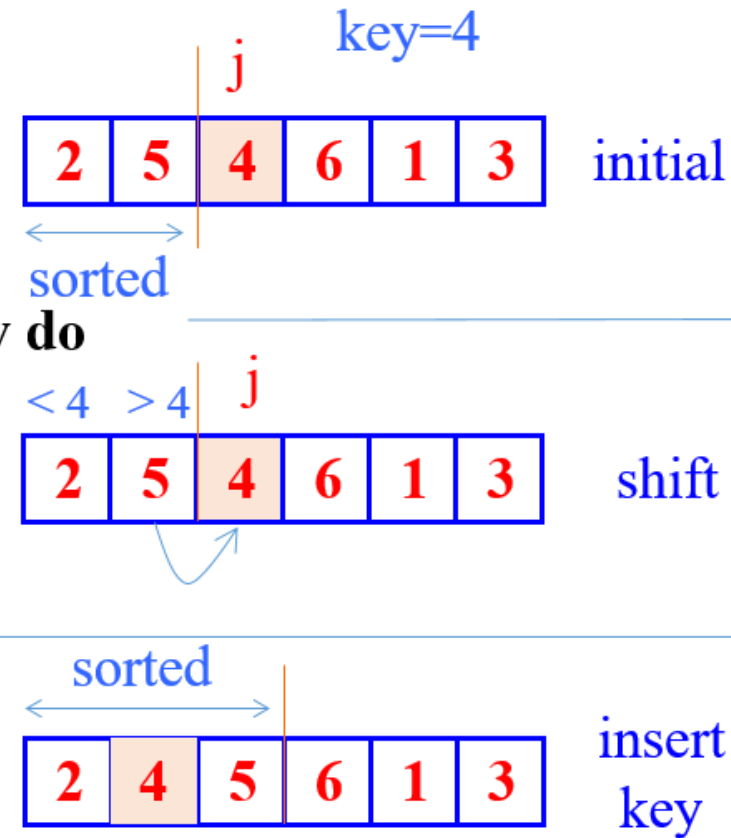 key=4
j
2 5 4 6 1 3 initial
sorted
do
< 4 > 4 j
2 5 4 6 1 3 shift
sorted
2 4 5 6 1 3 insert
key